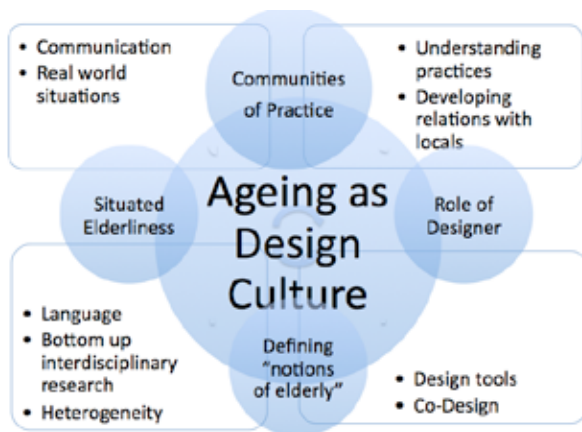 • Communication
• Real world
situations
Communities
of Practice
• Understanding
practices
• Developing
relations with
locals
Situated
Elderliness
Ageing as
Design
Culture
Role of
Designer
• Language
• Bottom up
interdisciplinary
research
• Heterogeneity
Defining
"notions
of elderly"
• Design tools
• Co-Design